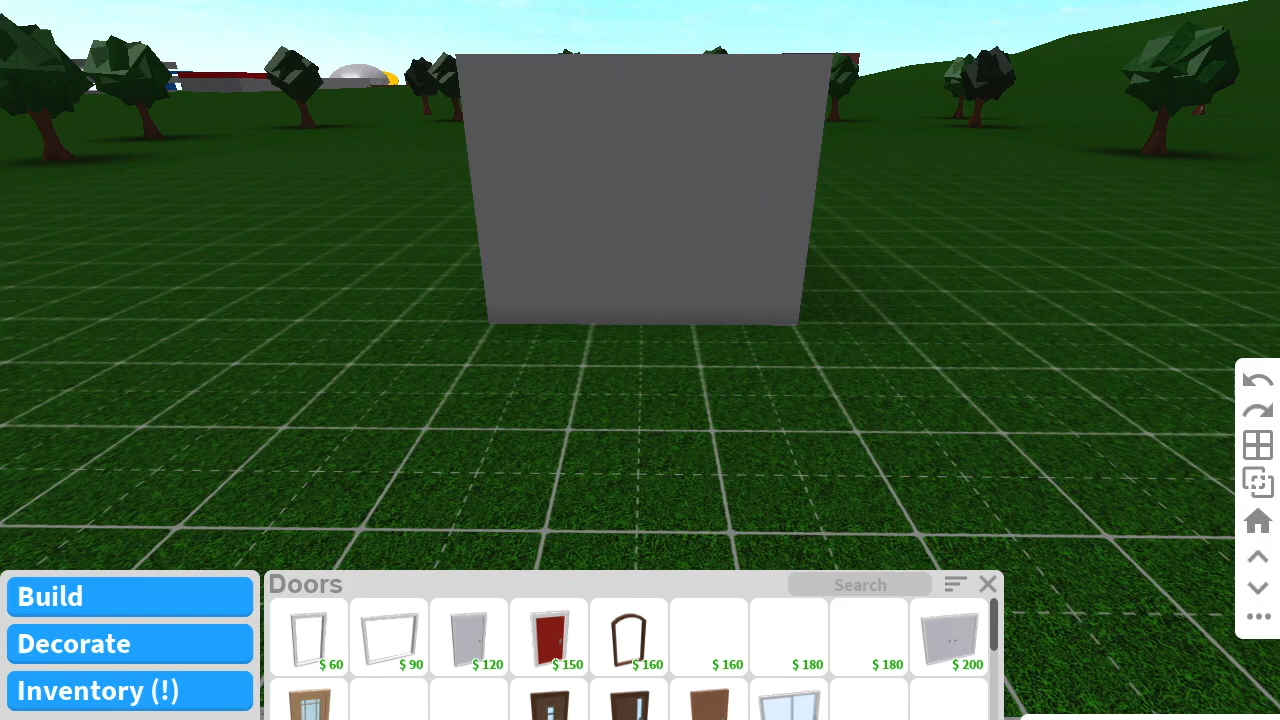 Build
Decorate
Inventory (!)
Doors
Search
$ 60
$ 90
$ 120
$ 150
$ 160
$ 160
$ 180
$ 180
$ 200